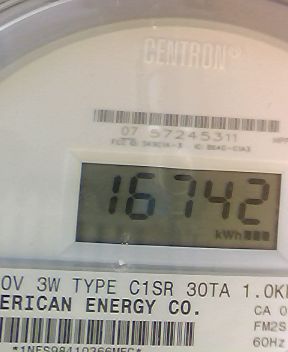 CENTRON®
07 57245311
16742
kWh
0V 3W TYPE C1SR 30TA 1.0K
ERICAN ENERGY CO.
CA 0
FM2S
60Hz